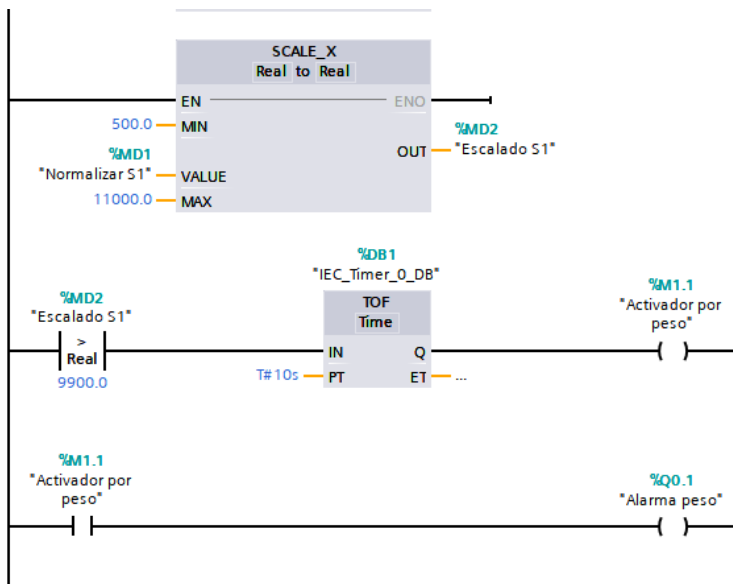 SCALE_X
Real to Real
EN ENO
500.0 MIN
%MD2
OUT "Escalado S1"
%MD1
"Normalizar S1" VALUE
11000.0 MAX
%DB1
"IEC_Timer_0_DB"
%MD2
"Escalado S1"
>
Real
9900.0
TOF
Time
IN Q
T#10s PT ET ...
%M1.1
"Activador por
peso"
%M1.1
"Activador por
peso"
%Q0.1
"Alarma peso"